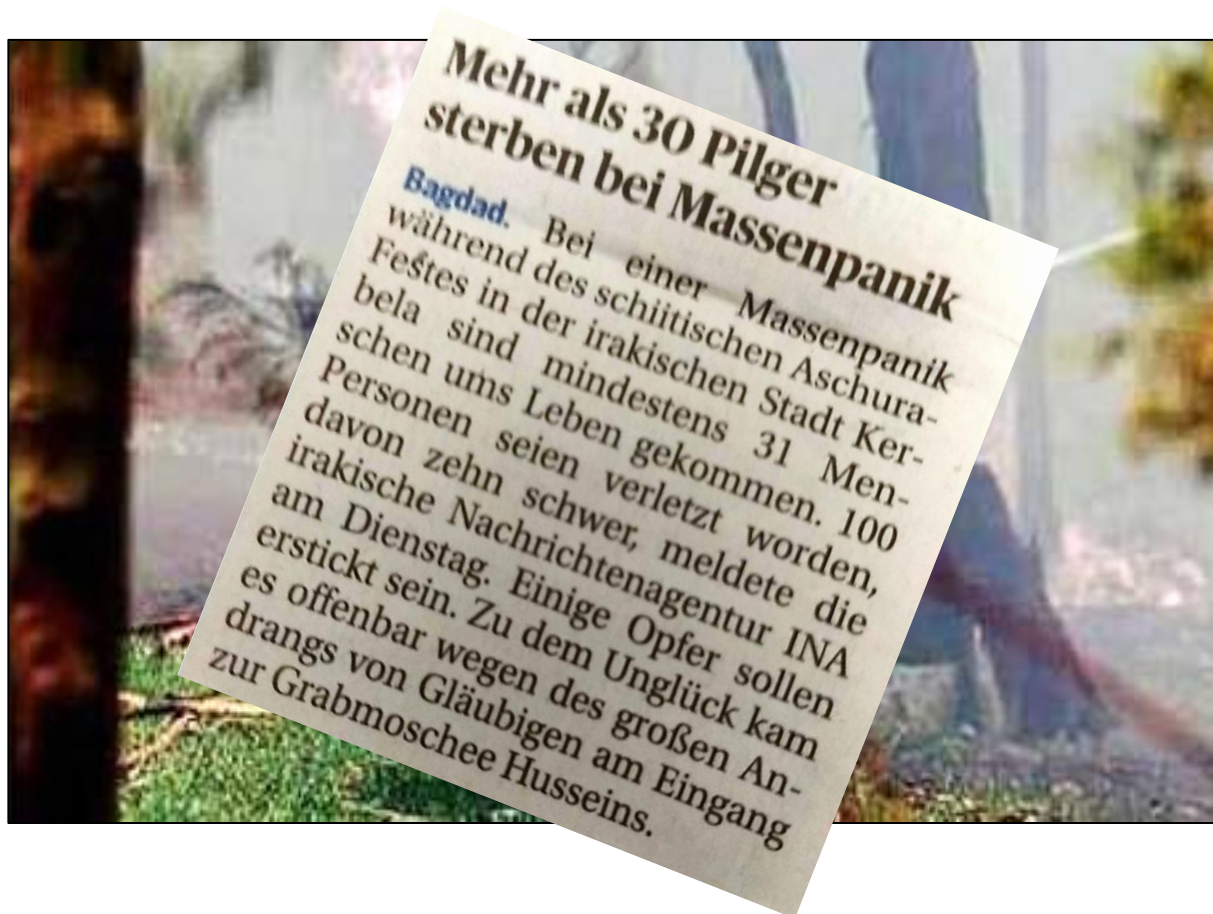 Mehr als 30 Pilger
sterben bei Massenpanik
Bagdad. Bei einer Massenpanik
während des schiitischen Aschura-
Festes in der irakischen Stadt Ker-
bela sind mindestens 31 Men-
schen ums Leben gekommen. 100
Personen seien verletzt worden,
davon zehn schwer, meldete die
irakische Nachrichtenagentur INA
am Dienstag. Einige Opfer sollen
erstickt sein. Zu dem Unglück kam
es offenbar wegen des großen An-
drangs von Gläubigen am Eingang
zur Grabmoschee Husseins.